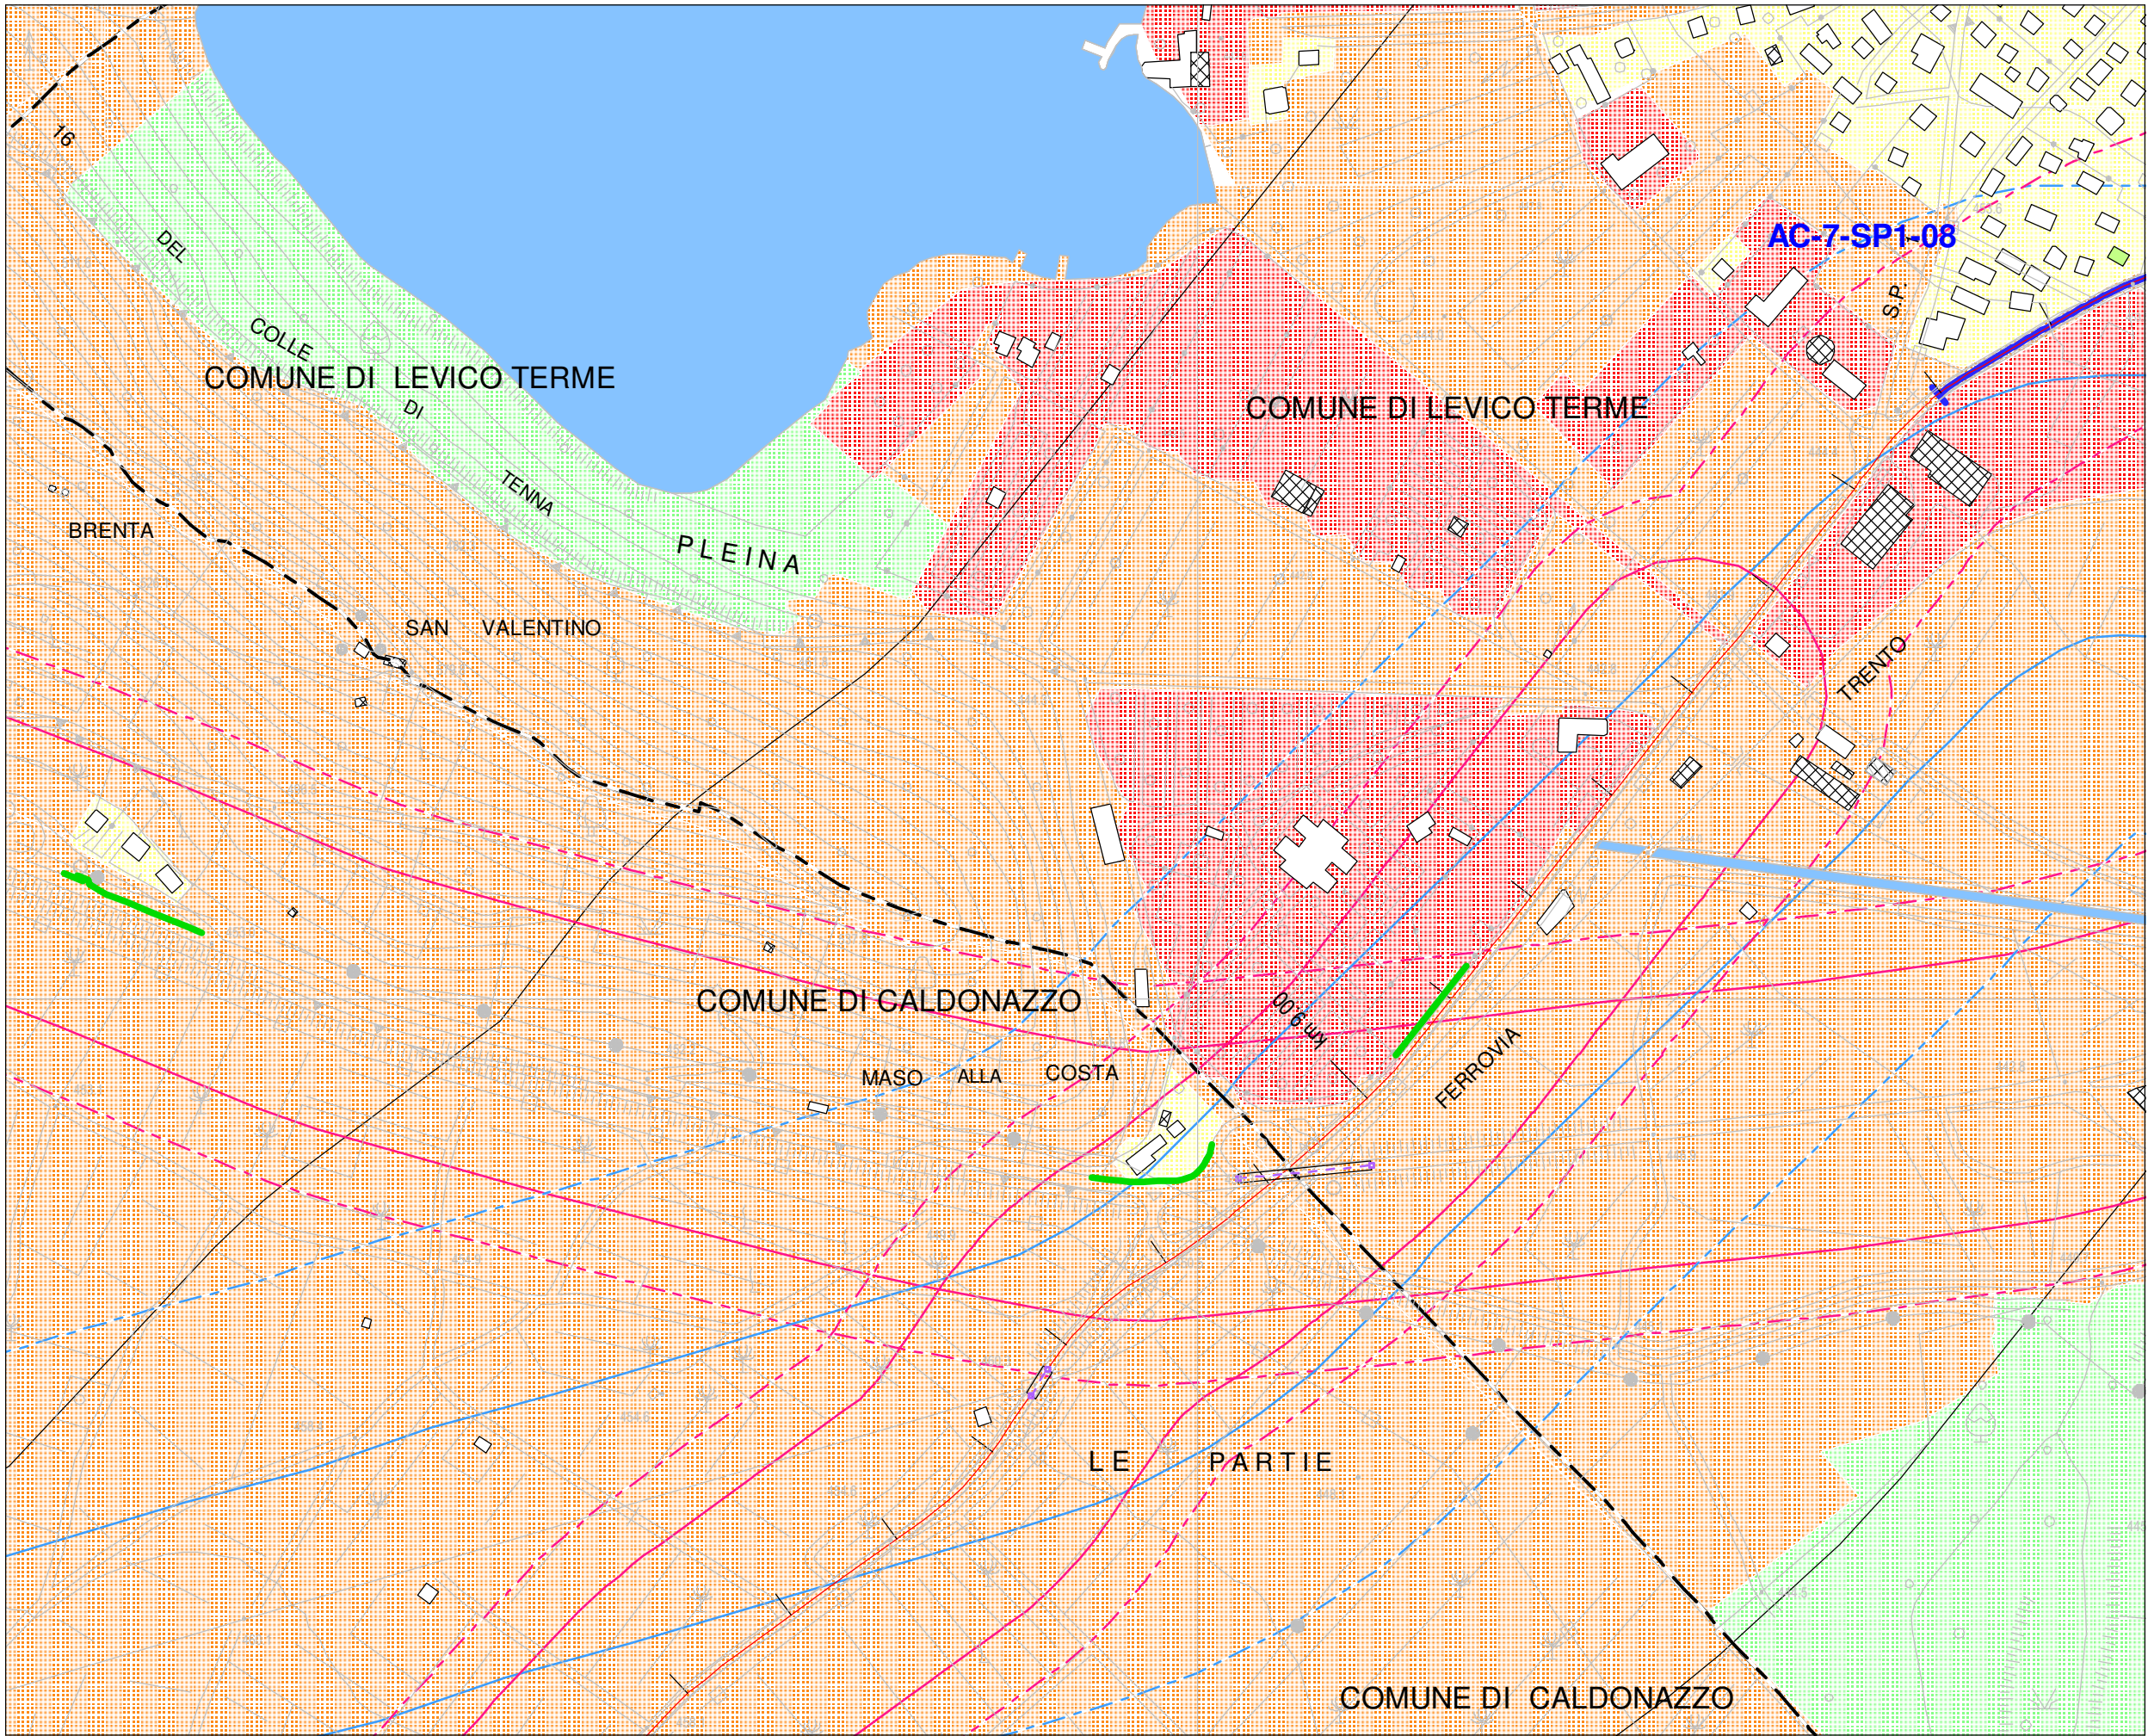 16
DEL
COLLE
COMUNE DI LEVICO TERME
DI
TENNA
PLEINA
BRENTA
SAN VALENTINO
AC-7-SP1-08
S.P.
COMUNE DI LEVICO TERME
TRENTO
COMUNE DI CALDONAZZO
km 9.00
FERROVIA
MASO ALLA COSTA
LE PARTIE
COMUNE DI CALDONAZZO